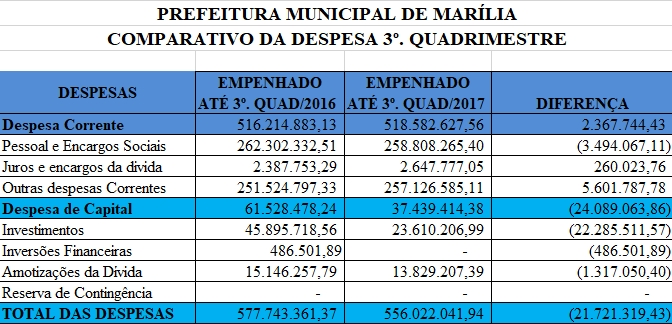 PREFEITURA MUNICIPAL DE MARÍLIA
COMPARATIVO DA DESPESA 3º. QUADRIMESTRE
DESPESAS EMPENHADO ATÉ 3º. QUAD/2016 EMPENHADO ATÉ 3º. QUAD/2017 DIFERENÇA
Despesa Corrente 516.214.883,13 518.582.627,56 2.367.744,43
Pessoal e Encargos Sociais 262.302.332,51 258.808.265,40 (3.494.067,11)
Juros e encargos da divida 2.387.753,29 2.647.777,05 260.023,76
Outras despesas Correntes 251.524.797,33 257.126.585,11 5.601.787,78
Despesa de Capital 61.528.478,24 37.439.414,38 (24.089.063,86)
Investimentos 45.895.718,56 23.610.206,99 (22.285.511,57)
Inversões Financeiras 486.501,89 - (486.501,89)
Amotizações da Divida 15.146.257,79 13.829.207,39 (1.317.050,40)
Reserva de Contingência - - -
TOTAL DAS DESPESAS 577.743.361,37 556.022.041,94 (21.721.319,43)